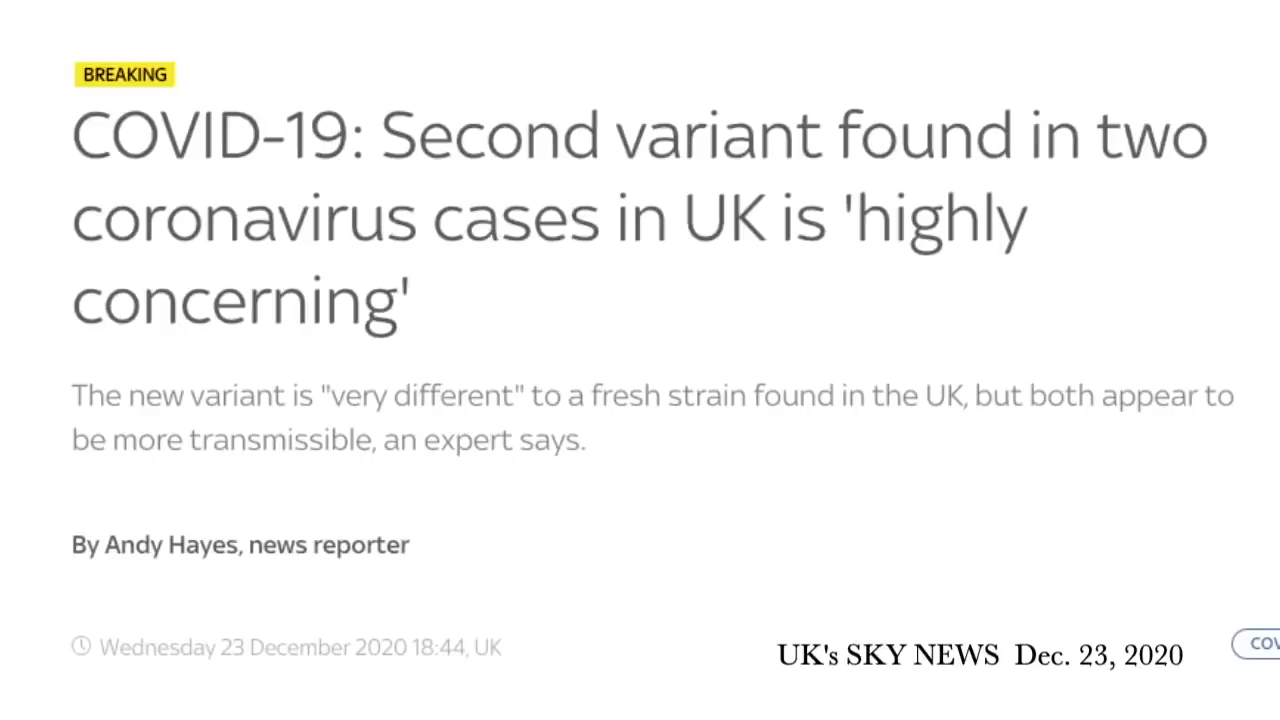 BREAKING
COVID-19: Second variant found in two
coronavirus cases in UK is 'highly
concerning'
The new variant is "very different" to a fresh strain found in the UK, but both appear to
be more transmissible, an expert says.
By Andy Hayes, news reporter
Wednesday 23 December 2020 18:44, UK
UK's SKY NEWS  Dec. 23, 2020
COV